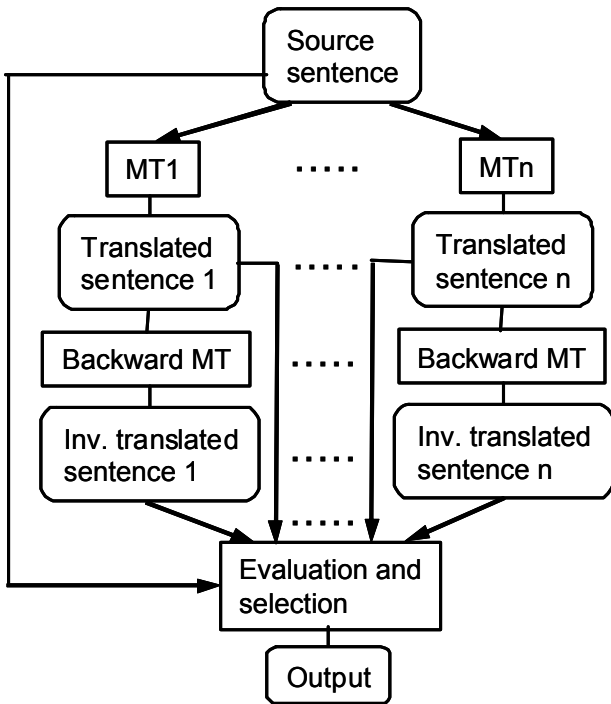 Source
sentence
MT1
.....
MTn
Translated
sentence 1
.....
Translated
sentence n
Backward MT
.....
Backward MT
Inv. translated
sentence 1
.....
Inv. translated
sentence n
.....
Evaluation and
selection
Output